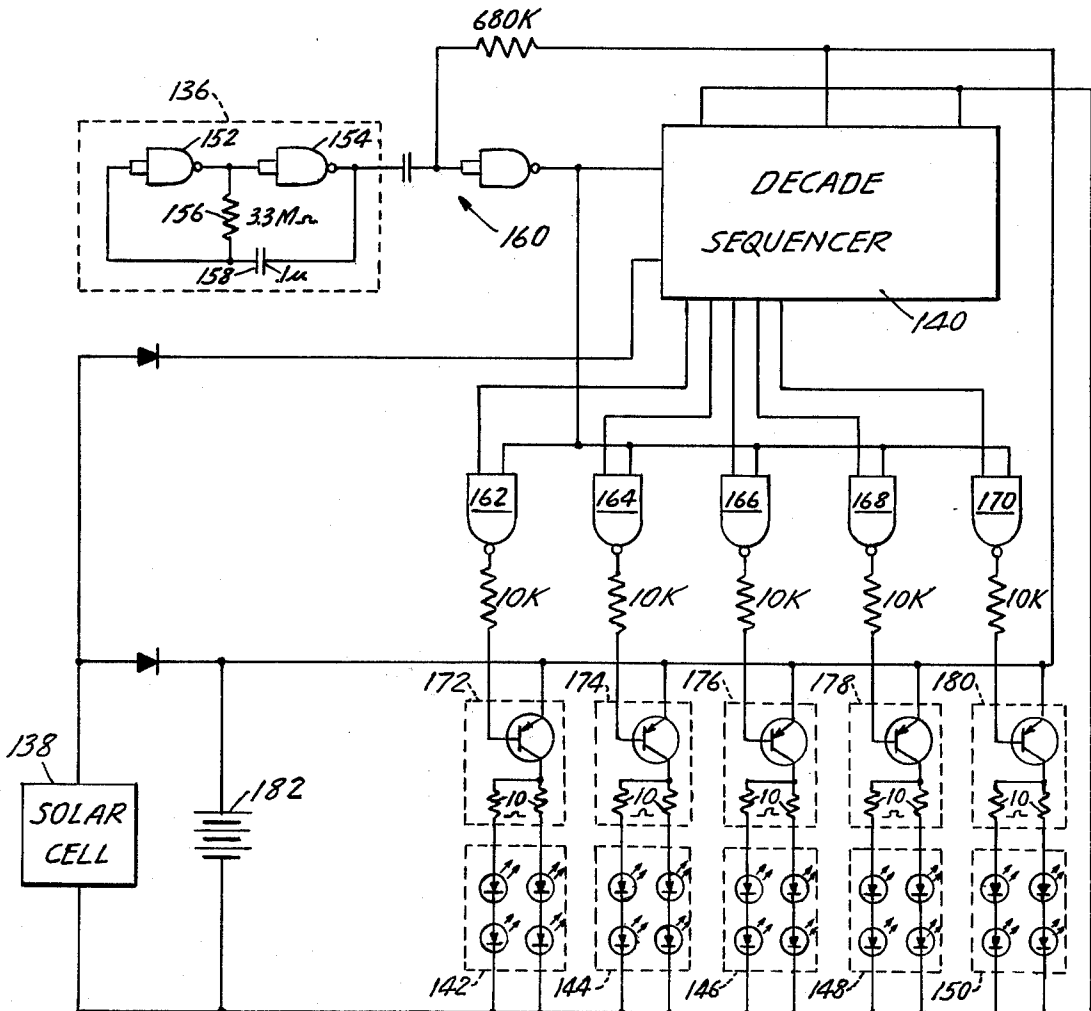 680K
136
152
154
156
3.3MΩ
158
.1u
160
DECADE
SEQUENCER
140
162
164
166
168
170
10K
10K
10K
10K
10K
172
174
176
178
180
138
SOLAR
CELL
182
10 Ω
10 Ω
10 Ω
10 Ω
10 Ω
142
144
146
148
150